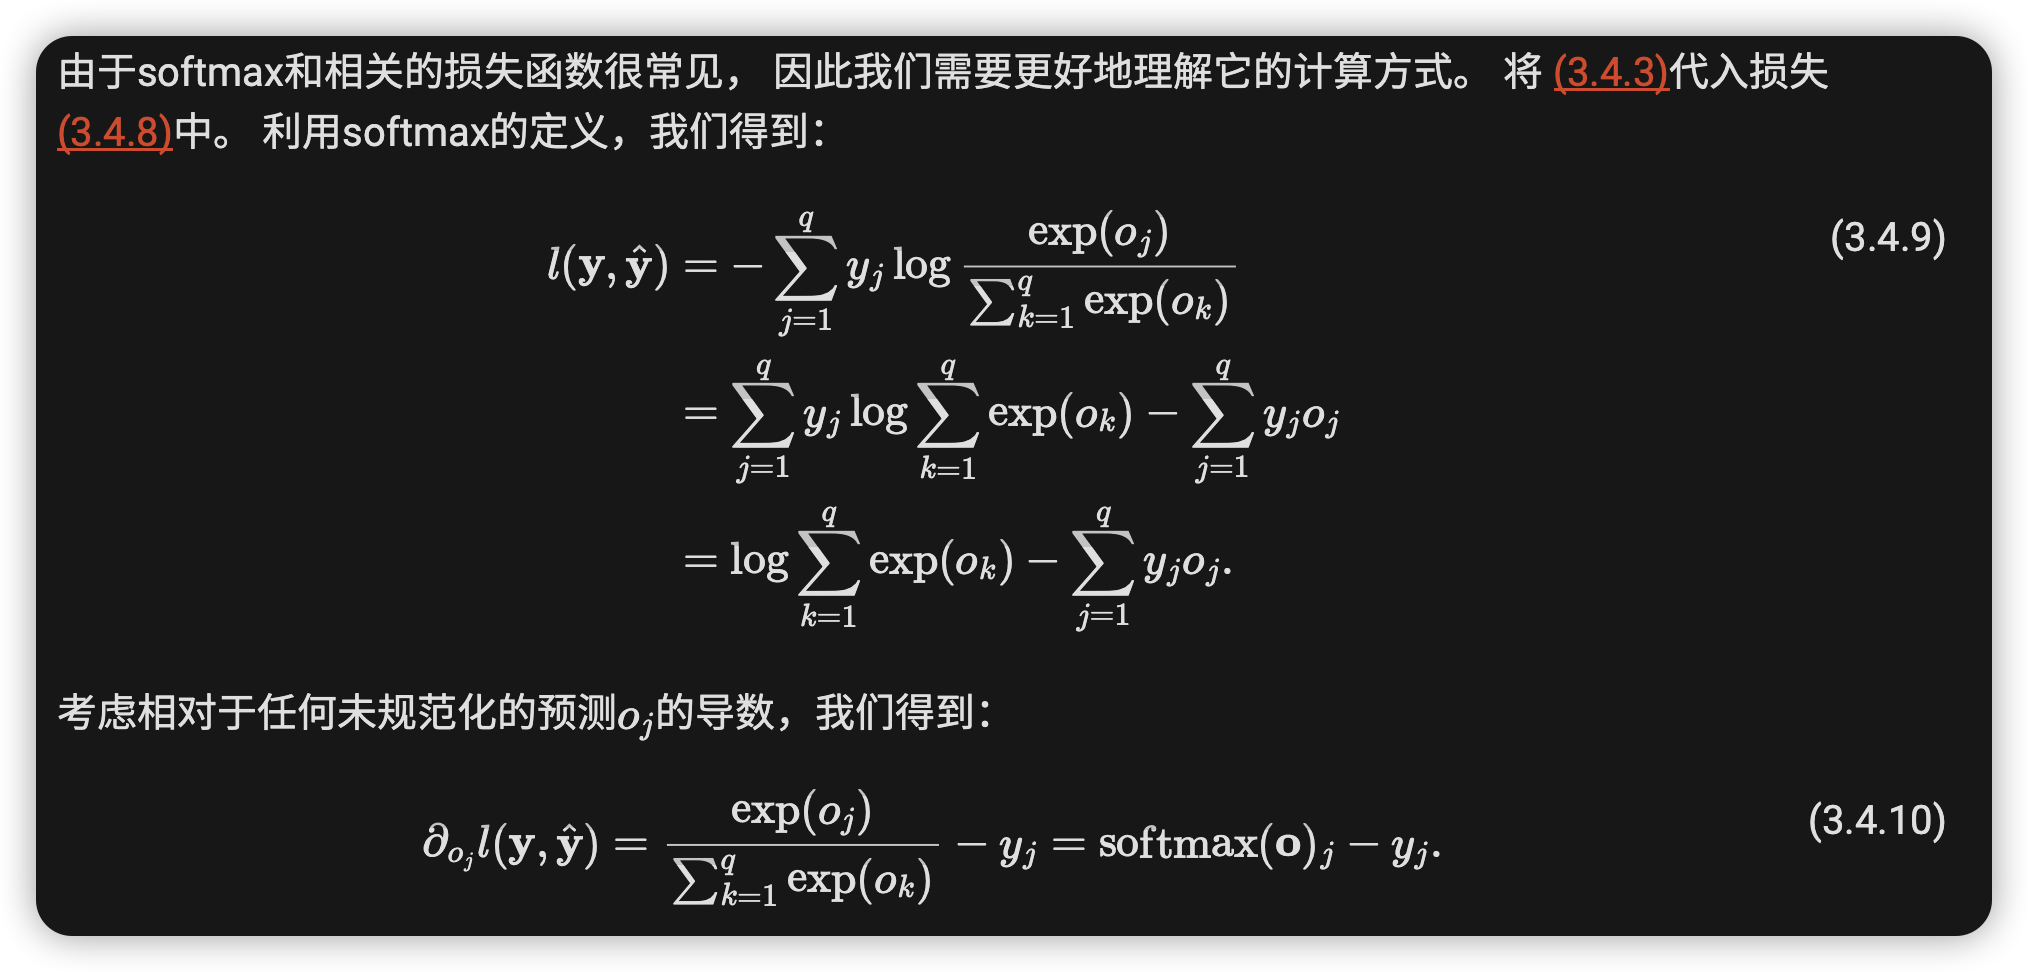 由于softmax和相关的损失函数很常见， 因此我们需要更好地理解它的计算方式。 将 (3.4.3)代入损失
(3.4.8)中。 利用softmax的定义，我们得到：
$l(\mathbf{y}, \hat{\mathbf{y}}) = - \sum_{j=1}^q y_j \log \frac{\exp(o_j)}{\sum_{k=1}^q \exp(o_k)}$ (3.4.9)
$= \sum_{j=1}^q y_j \log \sum_{k=1}^q \exp(o_k) - \sum_{j=1}^q y_j o_j$
$= \log \sum_{k=1}^q \exp(o_k) - \sum_{j=1}^q y_j o_j.$
考虑相对于任何未规范化的预测$o_j$的导数，我们得到：
$\partial_{o_j} l(\mathbf{y}, \hat{\mathbf{y}}) = \frac{\exp(o_j)}{\sum_{k=1}^q \exp(o_k)} - y_j = \mathrm{softmax}(\mathbf{o})_j - y_j.$ (3.4.10)